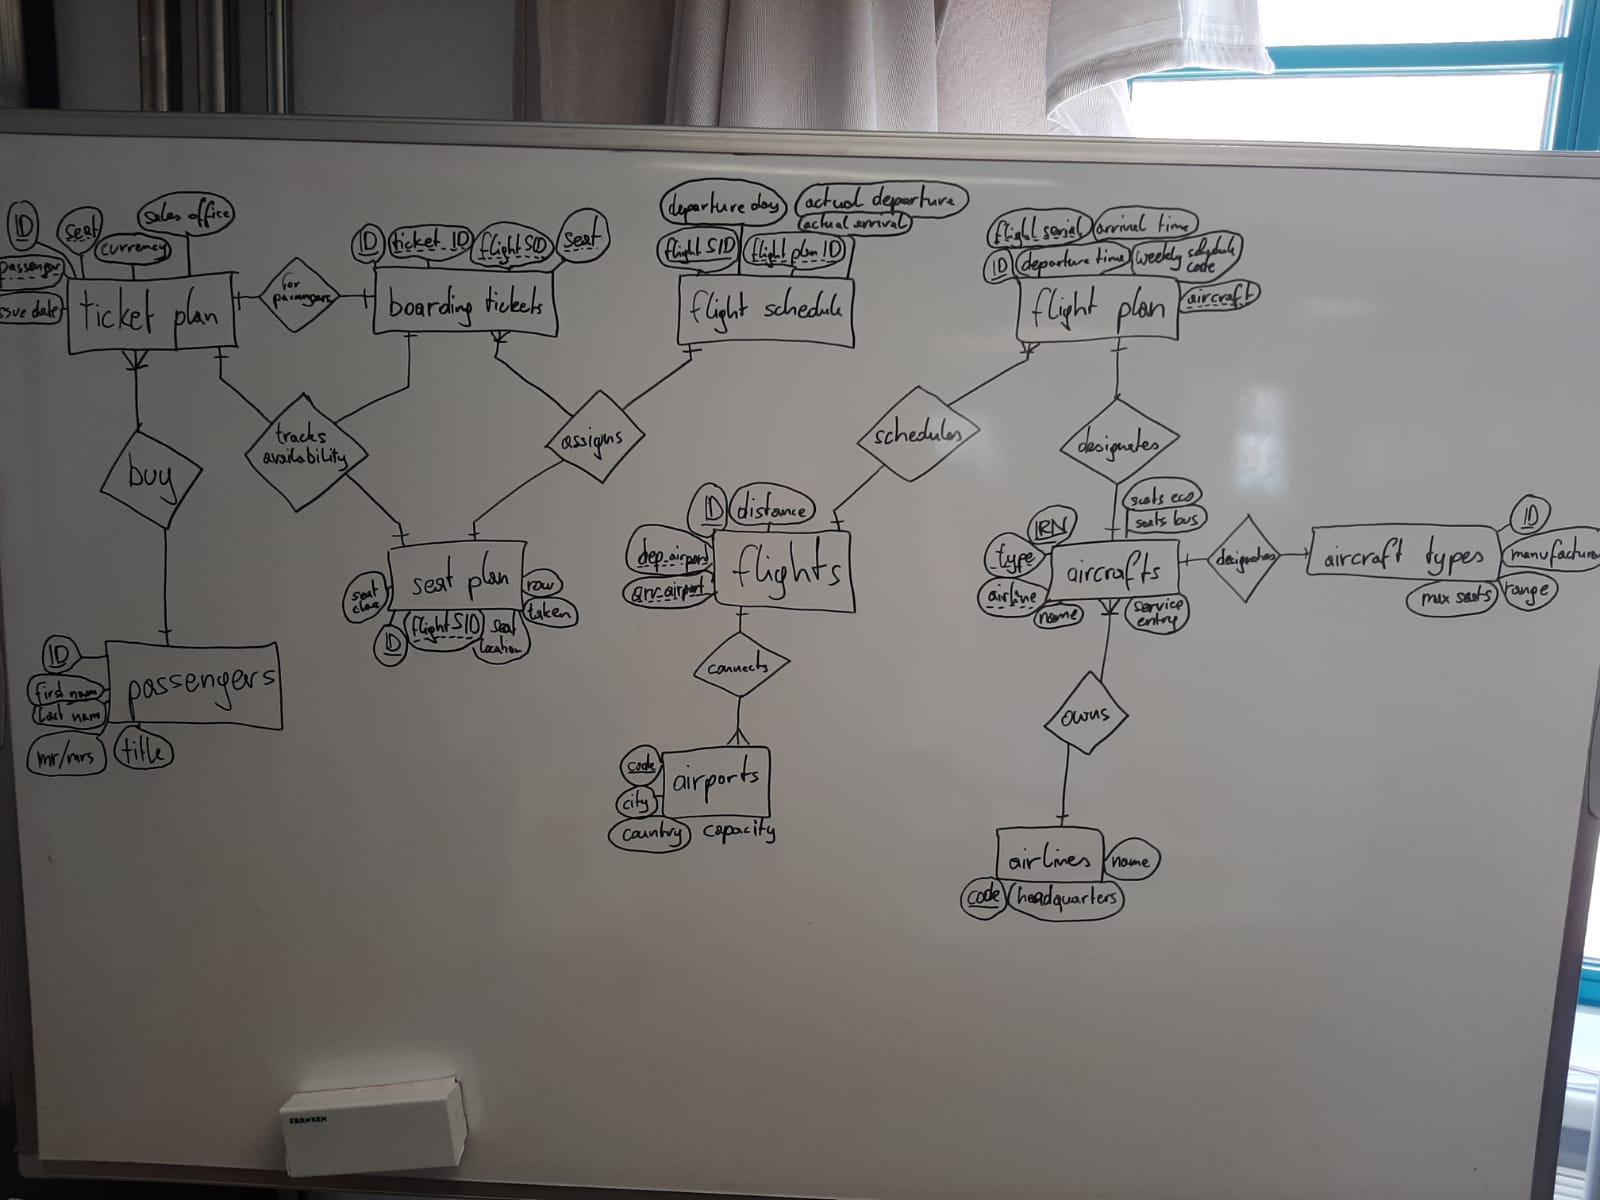 ID
seat
currency
sales office
passenger
issue date
ticket plan
for
passengers
ID
ticket ID
flight SID
seat
boarding tickets
departure day
actual departure
actual arrival
flight SID
flight plan ID
flight schedule
flight serial
arrival time
ID
departure time
weekly schedule
code
aircraft
flight plan
buy
tracks
availability
assigns
schedules
designates
seat plan
seat
class
ID
flight SID
seat
location
row
taken
ID
distance
dep_airport
arr_airport
flights
IRN
type
airline
name
seats eco
seats bus
aircrafts
service
entry
designates
aircraft types
ID
manufacturer
max seats
range
ID
first name
last name
mr/mrs
title
passengers
connects
owns
code
city
country
capacity
airports
airlines
name
code
headquarters
FRANKEN